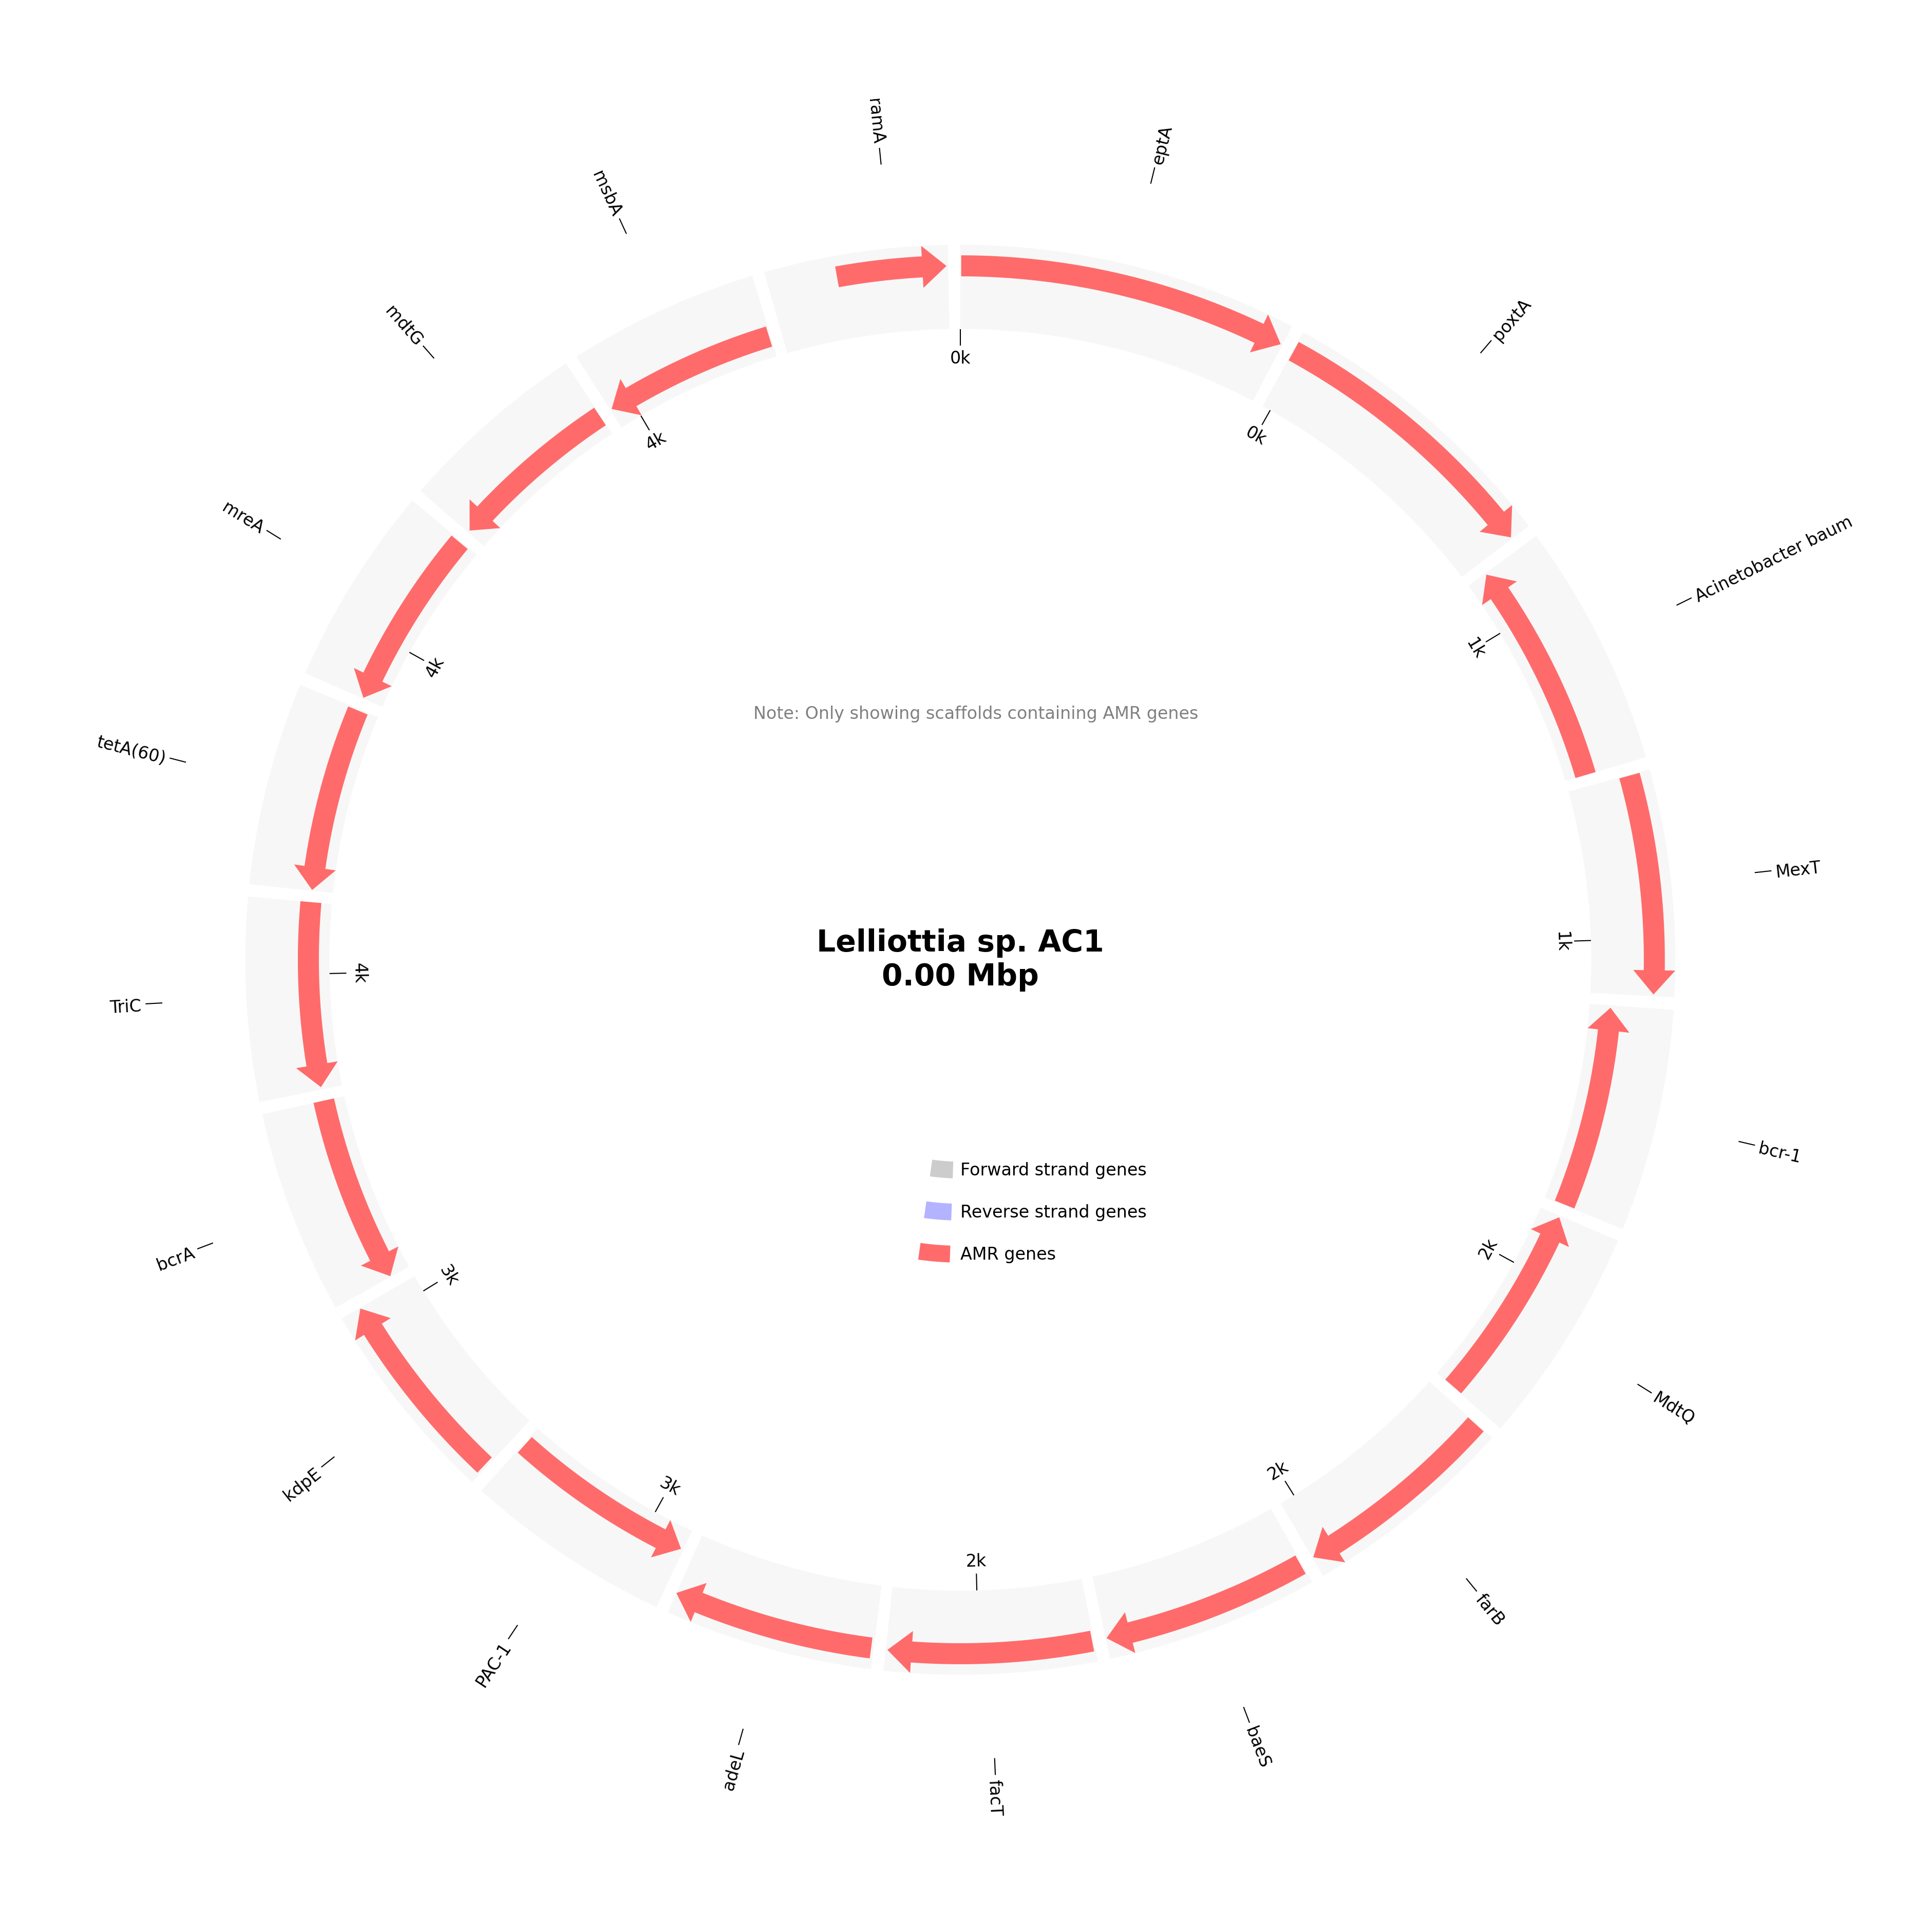 ramA
eptA
msbA
poxtA
mdtG
0k
0k
4k
mreA
Acinetobacter baum
1k
4k
Note: Only showing scaffolds containing AMR genes
tetA(60)
MexT
1k
Lelliottia sp. AC1
0.00 Mbp
4k
TriC
bcr-1
Forward strand genes
Reverse strand genes
AMR genes
bcrA
3k
2k
MdtQ
kdpE
3k
2k
farB
2k
PAC-1
adeL
facT
baeS